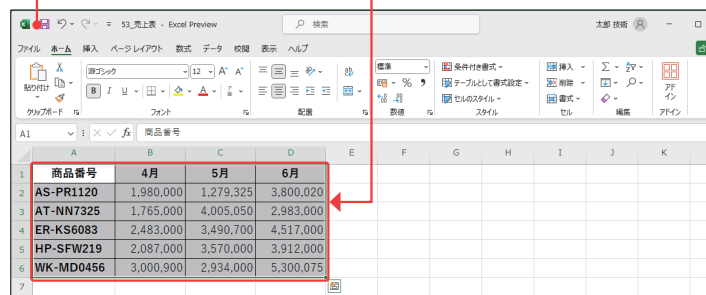 53_売上表 - Excel Preview
検索
太郎 技術
ファイル ホーム 挿入 ページ レイアウト 数式 データ 校閲 表示 ヘルプ
貼り付け
游ゴシック 12 A^ A˅
B I U A
標準
% 9
条件付き書式
テーブルとして書式設定
セルのスタイル
挿入
削除
書式
アドイン
クリップボード フォント 配置 数値 スタイル セル 編集 アドイン
A1 fx 商品番号
A B C D E F G H I J K
1 商品番号 4月 5月 6月
2 AS-PR1120 1,980,000 1,279,325 3,800,020
3 AT-NN7325 1,765,000 4,005,050 2,983,000
4 ER-KS6083 2,483,000 3,490,700 4,517,000
5 HP-SFW219 2,087,000 3,570,000 3,912,000
6 WK-MD0456 3,000,900 2,934,000 5,300,075
7